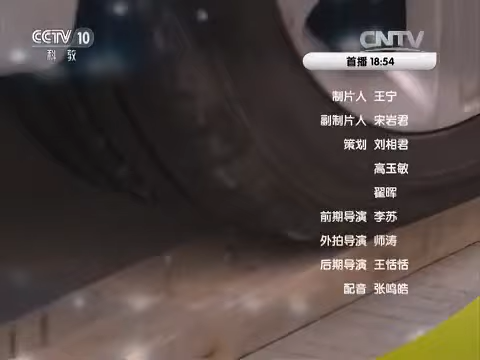 CCTV 10
科教
CNTV
首播 18:54
制片人 王宁
副制片人 宋岩君
策划 刘相君
高玉敏
翟晖
前期导演 李苏
外拍导演 师涛
后期导演 王恬恬
配音 张鸣皓